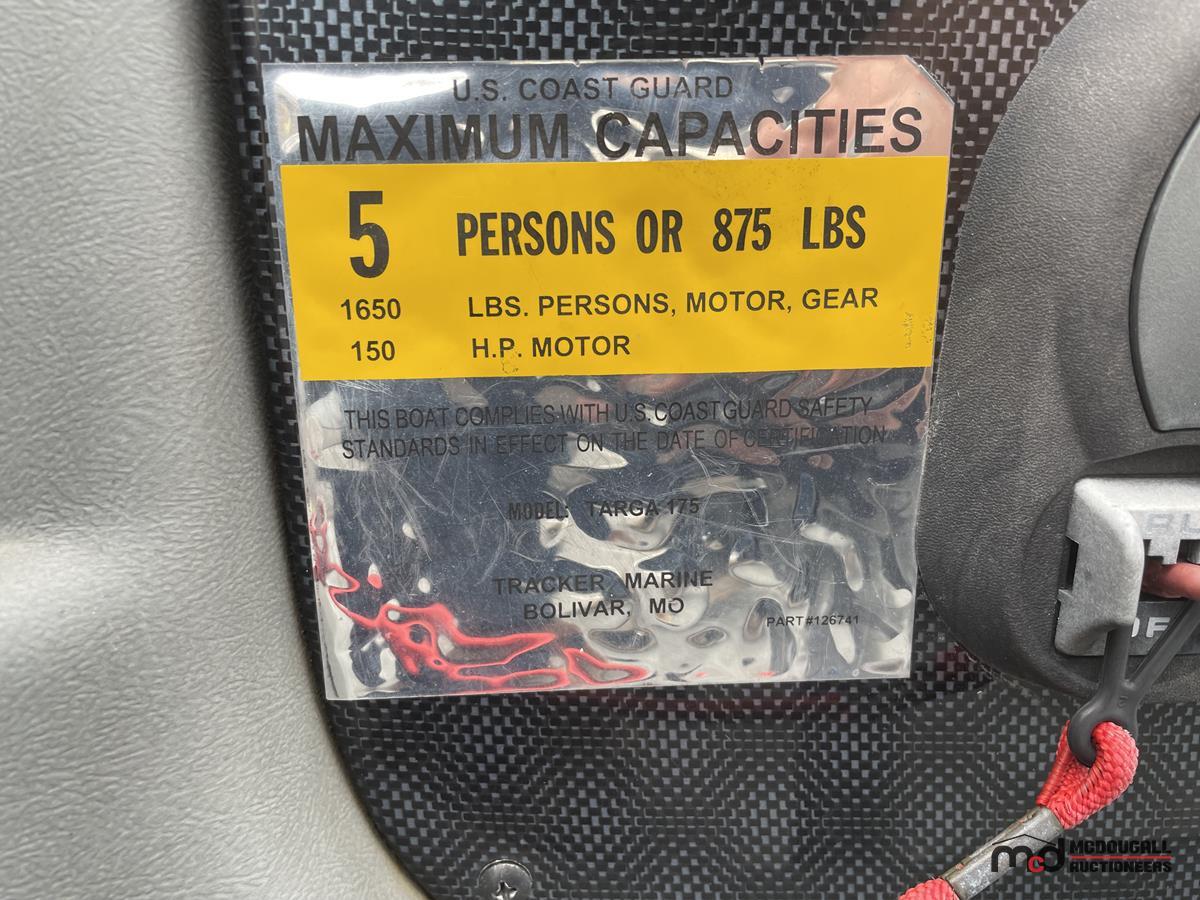 U.S. COAST GUARD
MAXIMUM CAPACITIES
5 PERSONS OR 875 LBS
1650 LBS. PERSONS, MOTOR, GEAR
150 H.P. MOTOR
THIS BOAT COMPLIES WITH U.S. COAST GUARD SAFETY
STANDARDS IN EFFECT ON THE DATE OF CERTIFICATION
MODEL: TARGA 175
TRACKER MARINE
BOLIVAR, MO
PART #126741
mcd MCDOUGALL
AUCTIONEERS